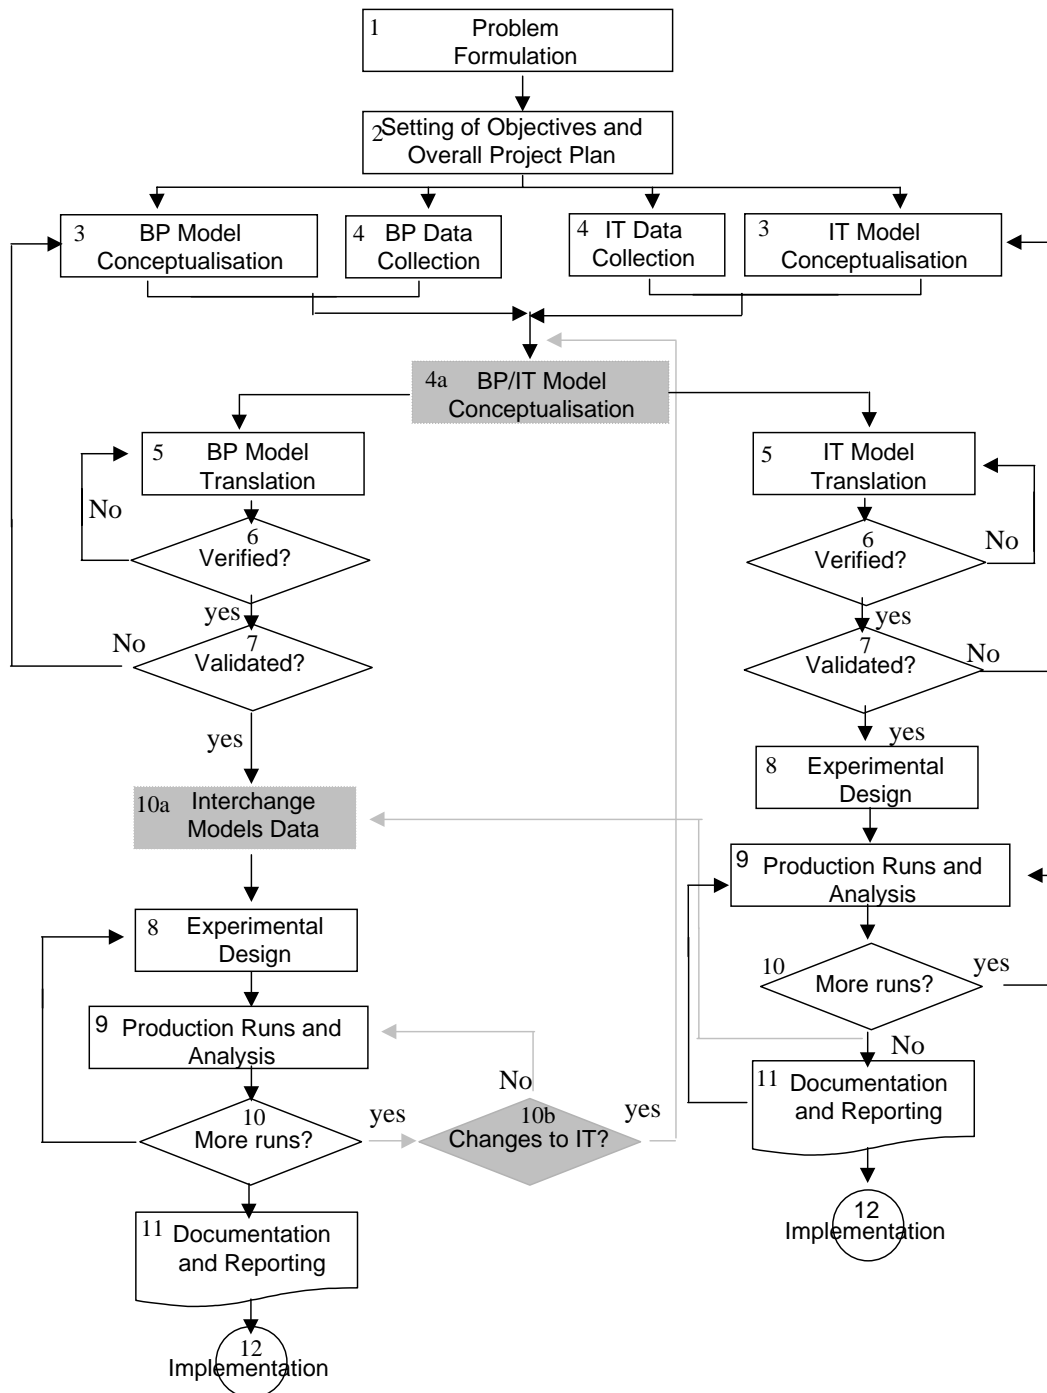 1
Problem
Formulation
2
Setting of Objectives and
Overall Project Plan
3
BP Model
Conceptualisation
4
BP Data
Collection
4
IT Data
Collection
3
IT Model
Conceptualisation
4a
BP/IT Model
Conceptualisation
5
BP Model
Translation
No
6
Verified?
yes
No
7
Validated?
yes
10a
Interchange
Models Data
8
Experimental
Design
9
Production Runs and
Analysis
10
More runs?
yes
No
10b
Changes to IT?
yes
11
Documentation
and Reporting
12
Implementation
5
IT Model
Translation
6
Verified?
No
yes
7
Validated?
No
yes
8
Experimental
Design
9
Production Runs and
Analysis
10
More runs?
yes
No
11
Documentation
and Reporting
12
Implementation